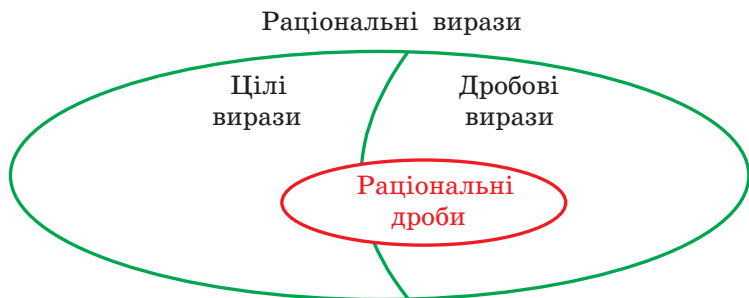 Раціональні вирази
Цілі
вирази
Дробові
вирази
Раціональні
дроби